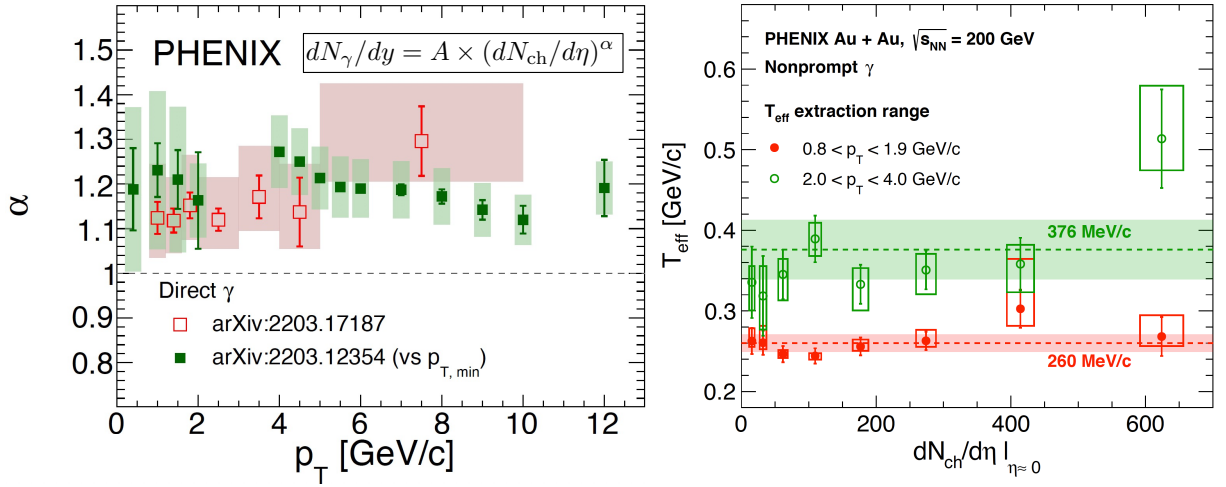 PHENIX
dN_γ/dy = A × (dN_ch/dη)^α
1.5
1.4
1.3
1.2
1.1
1
0.9
0.8
α
Direct γ
arXiv:2203.17187
arXiv:2203.12354 (vs p_T, min)
0 2 4 6 8 10 12
p_T [GeV/c]
PHENIX Au + Au, √s_NN = 200 GeV
Nonprompt γ
T_eff extraction range
0.8 < p_T < 1.9 GeV/c
2.0 < p_T < 4.0 GeV/c
0.6
0.5
0.4
0.3
0.2
T_eff [GeV/c]
376 MeV/c
260 MeV/c
0 200 400 600
dN_ch/dη |_η≈ 0